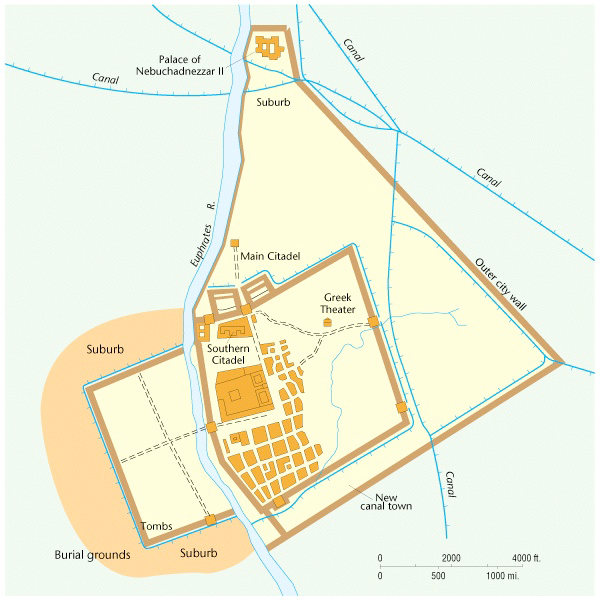 Palace of
Nebuchadnezzar II
Canal
Canal
Suburb
Canal
Euphrates R.
Main Citadel
Outer city wall
Greek
Theater
Suburb
Southern
Citadel
Canal
New
canal town
Tombs
Burial grounds
Suburb
0 2000 4000 ft.
0 500 1000 mi.